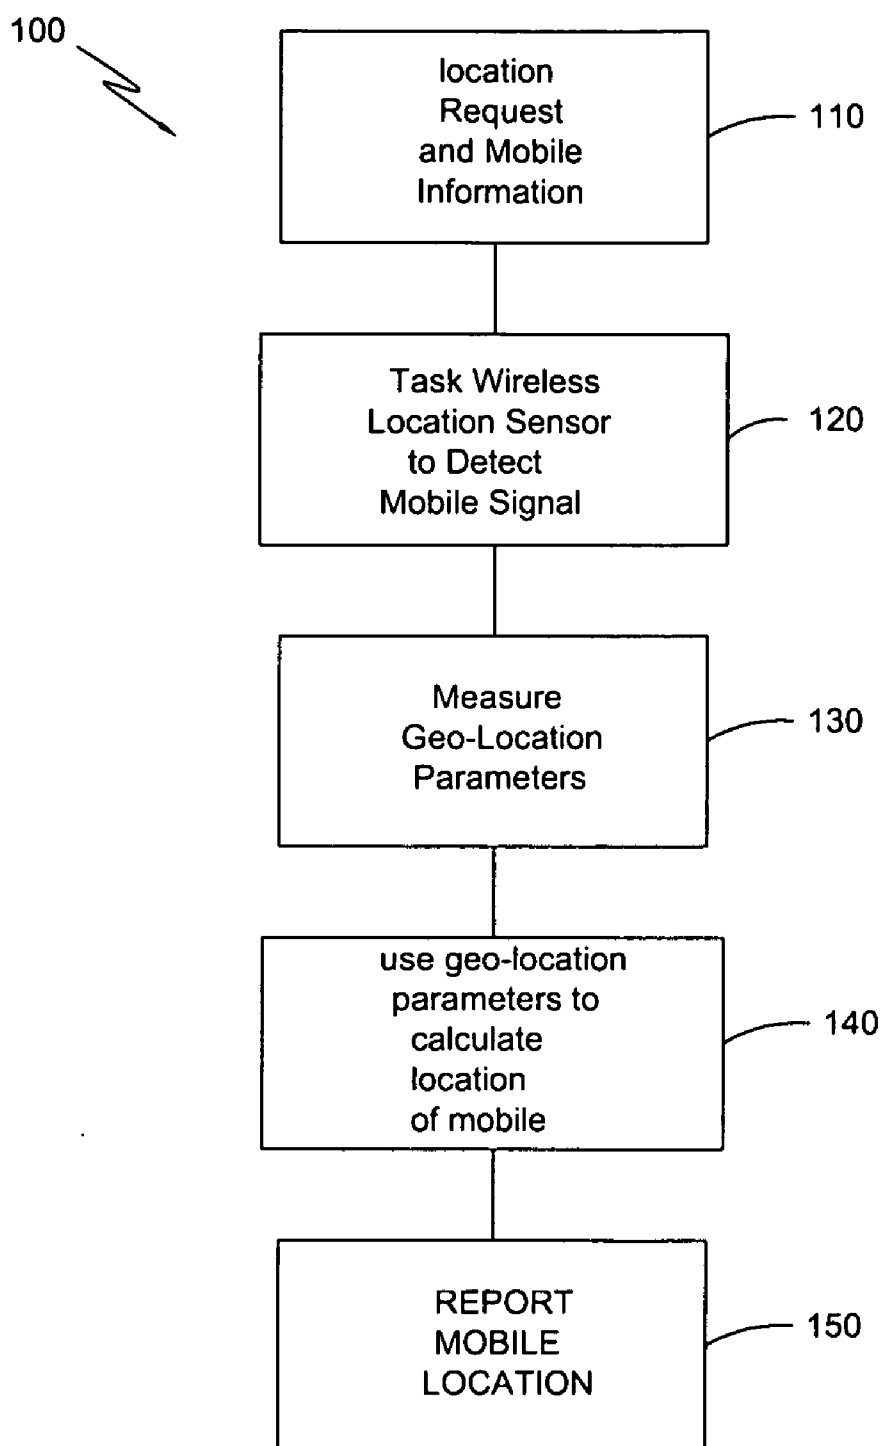 100
location
Request
and Mobile
Information
110
Task Wireless
Location Sensor
to Detect
Mobile Signal
120
Measure
Geo-Location
Parameters
130
use geo-location
parameters to
calculate
location
of mobile
140
REPORT
MOBILE
LOCATION
150